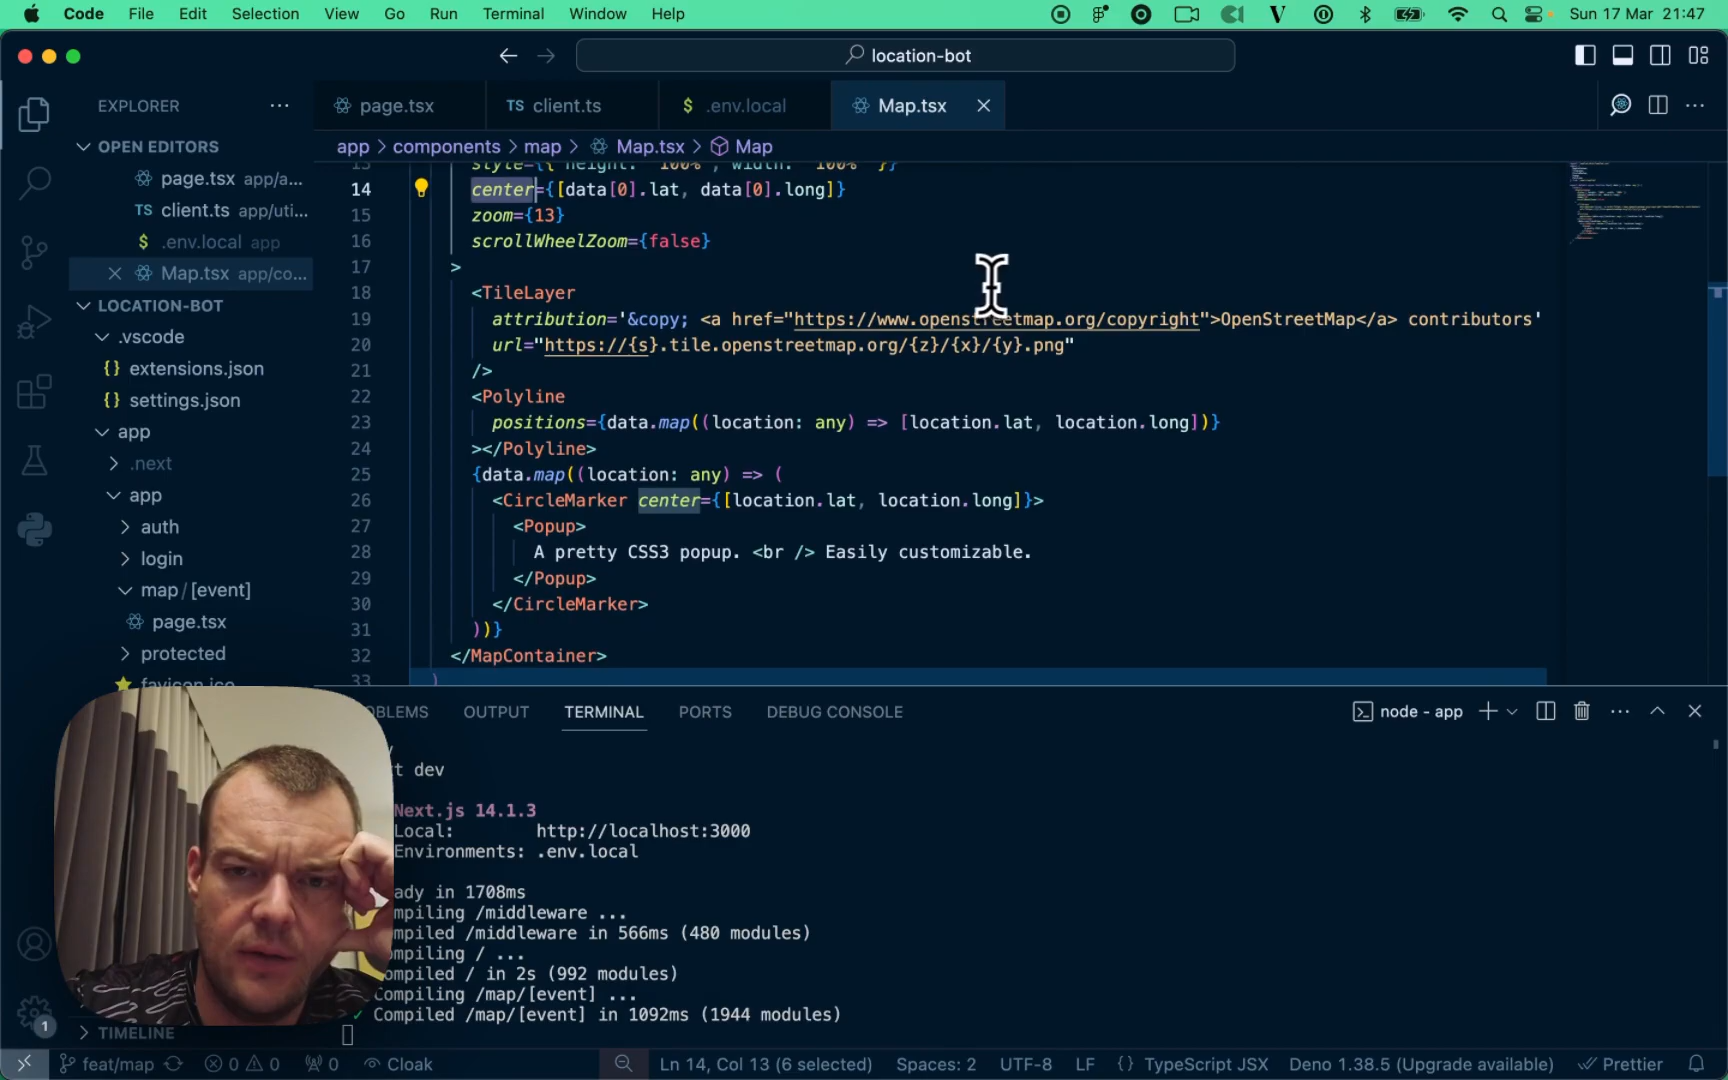 Code File Edit Selection View Go Run Terminal Window Help Sun 17 Mar 21:47
location-bot
EXPLORER
page.tsx TS client.ts $ .env.local Map.tsx
OPEN EDITORS
app > components > map > Map.tsx > Map
page.tsx app/a...
TS client.ts app/uti...
$ .env.local app
Map.tsx app/co...
LOCATION-BOT
.vscode
{} extensions.json
{} settings.json
app
.next
app
auth
login
map / [event]
page.tsx
protected
favicon.ico
13 style={{ height: "100%", width: "100%" }}
14 center={[data[0].lat, data[0].long]}
15 zoom={13}
16 scrollWheelZoom={false}
17 >
18 <TileLayer
19 attribution='&copy; <a href="https://www.openstreetmap.org/copyright">OpenStreetMap</a> contributors'
20 url="https://{s}.tile.openstreetmap.org/{z}/{x}/{y}.png"
21 />
22 <Polyline
23 positions={data.map((location: any) => [location.lat, location.long])}
24 ></Polyline>
25 {data.map((location: any) => (
26 <CircleMarker center={[location.lat, location.long]}>
27 <Popup>
28 A pretty CSS3 popup. <br /> Easily customizable.
29 </Popup>
30 </CircleMarker>
31 ))}
32 </MapContainer>
33 )
OBLEMS OUTPUT TERMINAL PORTS DEBUG CONSOLE node - app
t dev
Next.js 14.1.3
Local: http://localhost:3000
Environments: .env.local
ady in 1708ms
mpiling /middleware ...
ompiled /middleware in 566ms (480 modules)
ompiling / ...
ompiled / in 2s (992 modules)
Compiling /map/[event] ...
✓ Compiled /map/[event] in 1092ms (1944 modules)
1
TIMELINE
feat/map 0 0 0 Cloak Ln 14, Col 13 (6 selected) Spaces: 2 UTF-8 LF {} TypeScript JSX Deno 1.38.5 (Upgrade available) Prettier